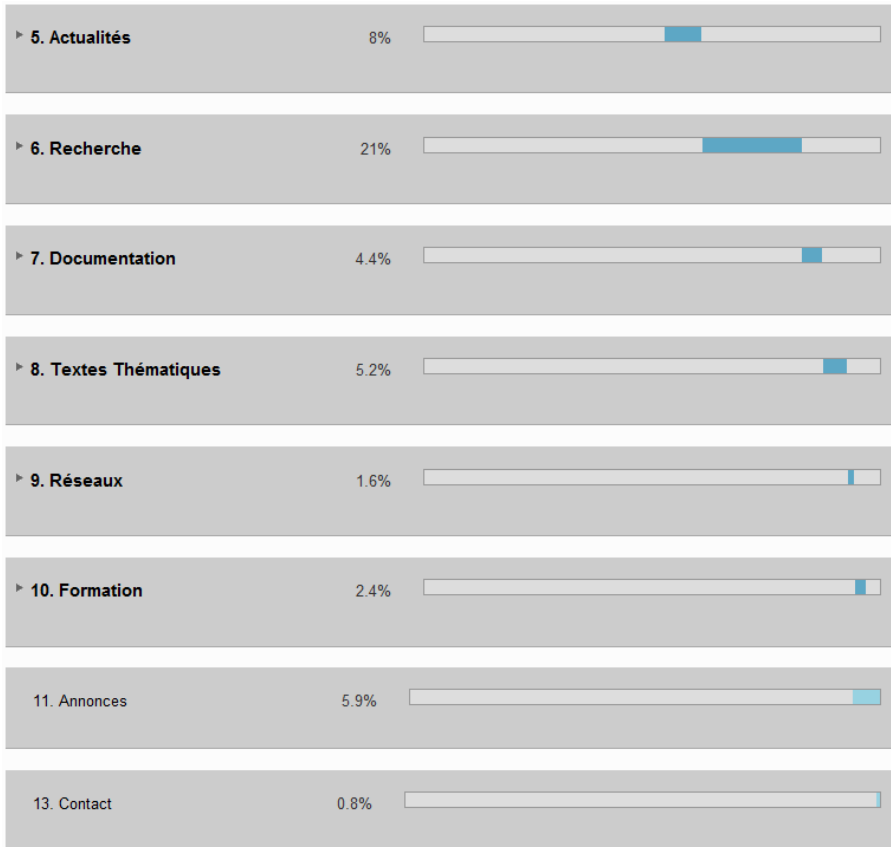 5. Actualités 8%
6. Recherche 21%
7. Documentation 4.4%
8. Textes Thématiques 5.2%
9. Réseaux 1.6%
10. Formation 2.4%
11. Annonces 5.9%
13. Contact 0.8%